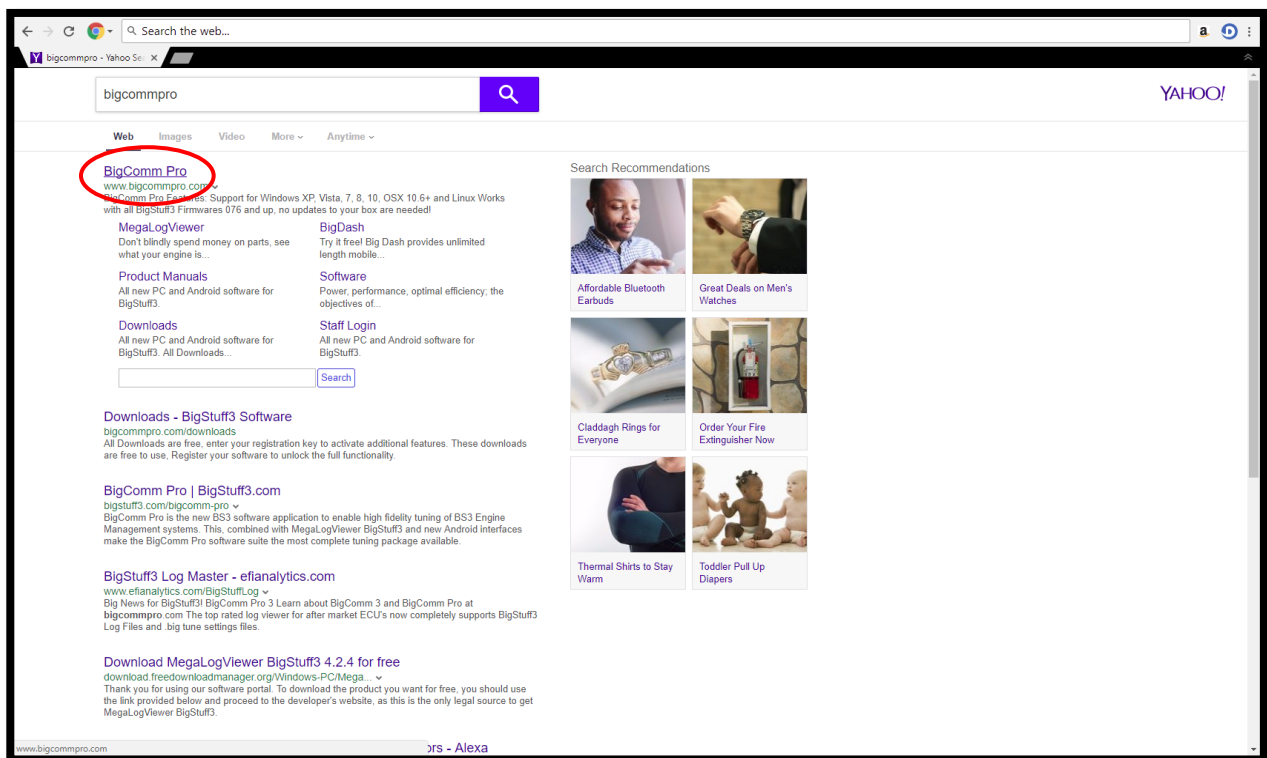 Search the web...
a
bigcommpro - Yahoo Se
bigcommpro
YAHOO!
Web Images Video More Anytime
BigComm Pro
www.bigcommpro.com
BigComm Pro Features: Support for Windows XP, Vista, 7, 8, 10, OSX 10.6+ and Linux Works
with all BigStuff3 Firmwares 076 and up, no updates to your box are needed!
MegaLogViewer
Don't blindly spend money on parts, see
what your engine is...
BigDash
Try it free! Big Dash provides unlimited
length mobile...
Product Manuals
All new PC and Android software for
BigStuff3.
Software
Power, performance, optimal efficiency; the
objectives of...
Downloads
All new PC and Android software for
BigStuff3. All Downloads...
Staff Login
All new PC and Android software for
BigStuff3.
Search
Downloads - BigStuff3 Software
bigcommpro.com/downloads
All Downloads are free, enter your registration key to activate additional features. These downloads
are free to use, Register your software to unlock the full functionality.
BigComm Pro | BigStuff3.com
bigstuff3.com/bigcomm-pro
BigComm Pro is the new BS3 software application to enable high fidelity tuning of BS3 Engine
Management systems. This, combined with MegaLogViewer BigStuff3 and new Android interfaces
make the BigComm Pro software suite the most complete tuning package available.
BigStuff3 Log Master - efianalytics.com
www.efianalytics.com/BigStuffLog
Big News for BigStuff3! BigComm Pro 3 Learn about BigComm 3 and BigComm Pro at
bigcommpro.com The top rated log viewer for after market ECU's now completely supports BigStuff3
Log Files and .big tune settings files.
Download MegaLogViewer BigStuff3 4.2.4 for free
download.freedownloadmanager.org/Windows-PC/Mega...
Thank you for using our software portal. To download the product you want for free, you should use
the link provided below and proceed to the developer's website, as this is the only legal source to get
MegaLogViewer BigStuff3.
ors - Alexa
www.bigcommpro.com
Search Recommendations
Affordable Bluetooth
Earbuds
Great Deals on Men's
Watches
Claddagh Rings for
Everyone
Order Your Fire
Extinguisher Now
Thermal Shirts to Stay
Warm
Toddler Pull Up
Diapers